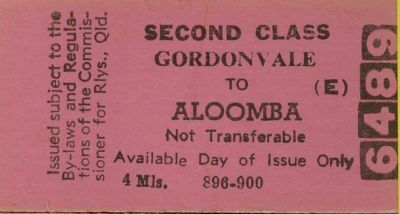 Issued subject to the
By-laws and Regula-
tions of the Commis-
sioner for Rlys., Qld.
SECOND CLASS
GORDONVALE
TO
(E)
ALOOMBA
Not Transferable
Available Day of Issue Only
4 Mls. 896-900
6489